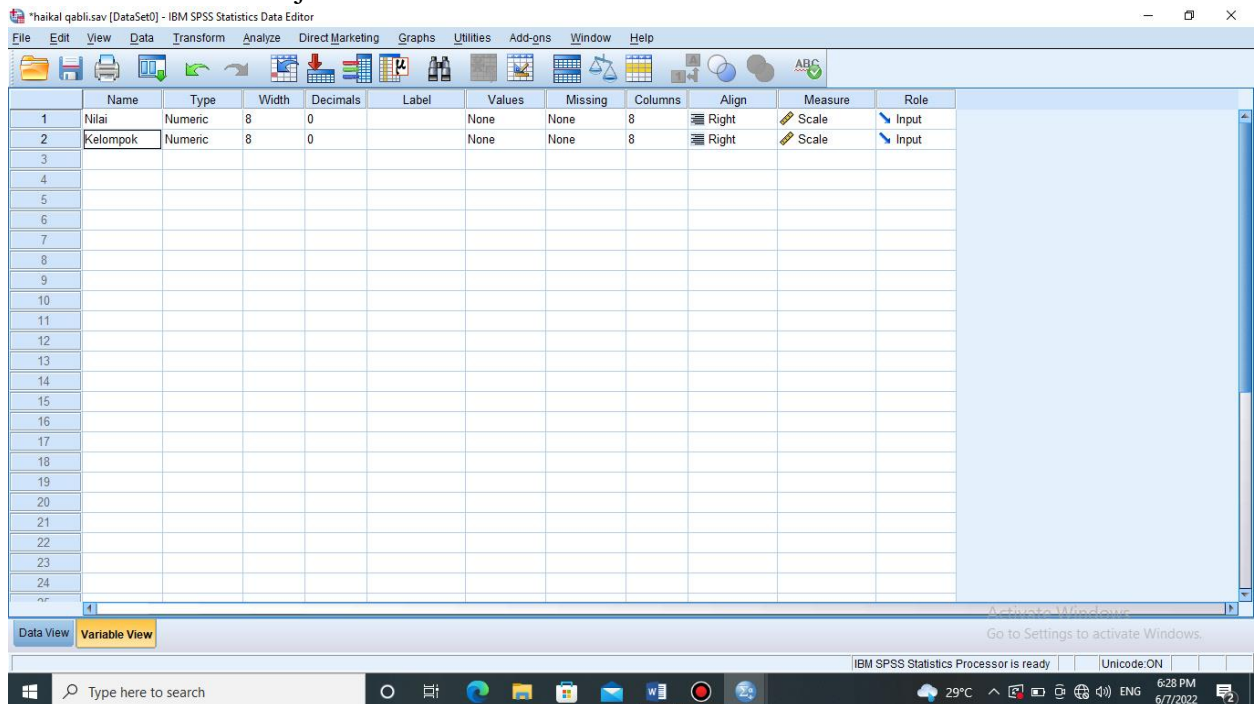 *haikal qabli.sav [DataSet0] - IBM SPSS Statistics Data Editor
File Edit View Data Transform Analyze Direct Marketing Graphs Utilities Add-ons Window Help
Name Type Width Decimals Label Values Missing Columns Align Measure Role
1 Nilai Numeric 8 0 None None 8 Right Scale Input
2 Kelompok Numeric 8 0 None None 8 Right Scale Input
3
4
5
6
7
8
9
10
11
12
13
14
15
16
17
18
19
20
21
22
23
24
Activate Windows
Data View Variable View Go to Settings to activate Windows.
IBM SPSS Statistics Processor is ready Unicode:ON
Type here to search 29°C ENG 6:28 PM
6/7/2022